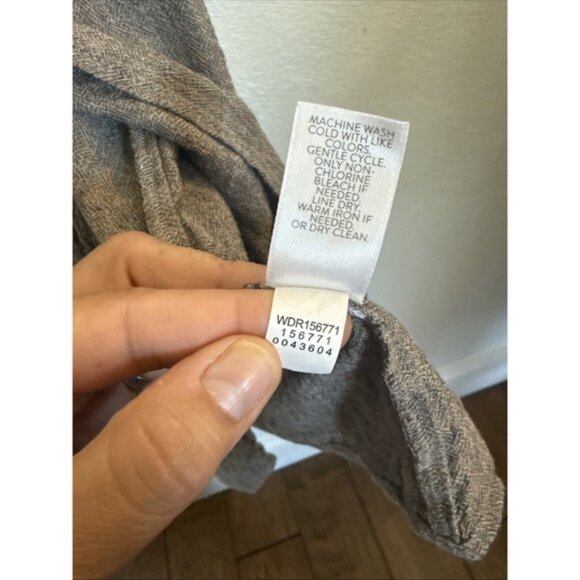 MACHINE WASH
COLD WITH LIKE
COLORS.
GENTLE CYCLE.
ONLY NON-
CHLORINE
BLEACH IF
NEEDED.
LINE DRY.
WARM IRON IF
NEEDED.
OR DRY CLEAN.
WDR156771
156771
0043604